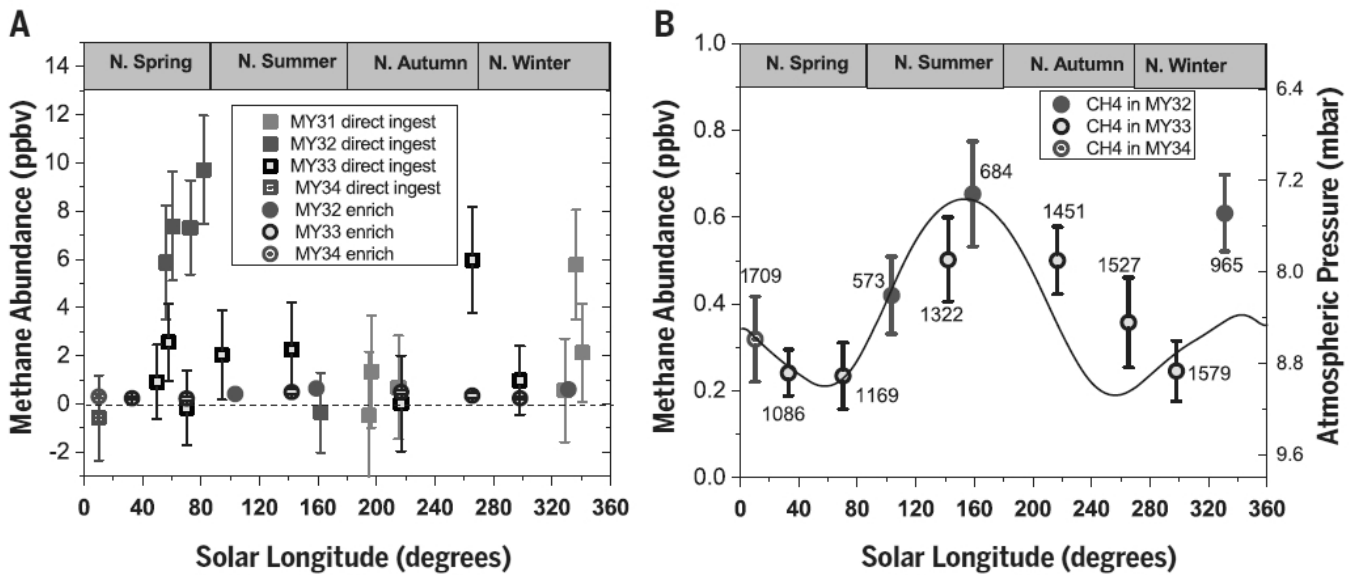 A
N. Spring N. Summer N. Autumn N. Winter
MY31 direct ingest
MY32 direct ingest
MY33 direct ingest
MY34 direct ingest
MY32 enrich
MY33 enrich
MY34 enrich
Methane Abundance (ppbv)
14
12
10
8
6
4
2
0
-2
0 40 80 120 160 200 240 280 320 360
Solar Longitude (degrees)
B
N. Spring N. Summer N. Autumn N. Winter
CH4 in MY32
CH4 in MY33
CH4 in MY34
Methane Abundance (ppbv)
1.0
0.8
0.6
0.4
0.2
0.0
1709
1086
1169
573
1322
684
1451
1527
1579
965
6.4
7.2
8.0
8.8
9.6
Atmospheric Pressure (mbar)
0 40 80 120 160 200 240 280 320 360
Solar Longitude (degrees)